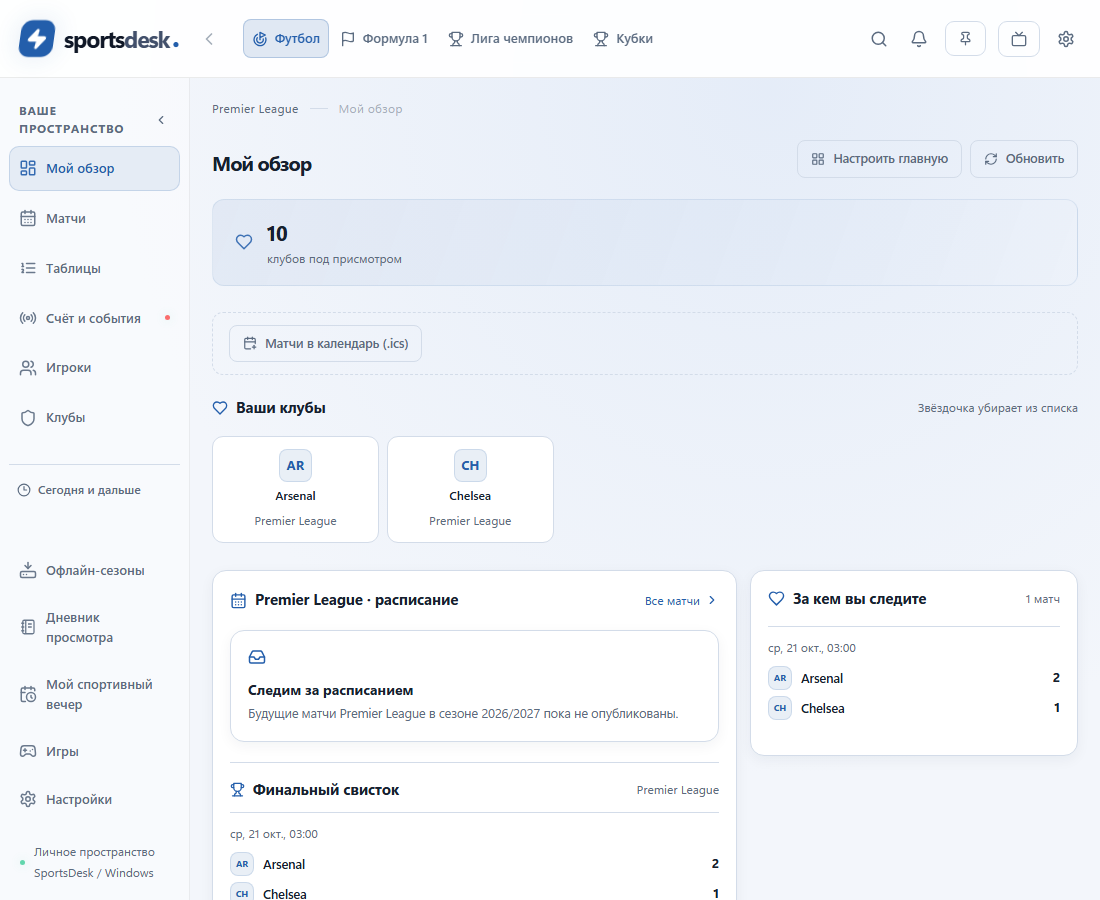 sportsdesk.
Футбол
Формула 1
Лига чемпионов
Кубки
ВАШЕ
ПРОСТРАНСТВО
Мой обзор
Матчи
Таблицы
Счёт и события
Игроки
Клубы
Сегодня и дальше
Офлайн-сезоны
Дневник
просмотра
Мой спортивный
вечер
Игры
Настройки
Личное пространство
SportsDesk / Windows
Premier League — Мой обзор
Мой обзор
Настроить главную
Обновить
10
клубов под присмотром
Матчи в календарь (.ics)
Ваши клубы
Звёздочка убирает из списка
AR
Arsenal
Premier League
CH
Chelsea
Premier League
Premier League · расписание
Все матчи
Следим за расписанием
Будущие матчи Premier League в сезоне 2026/2027 пока не опубликованы.
Финальный свисток
Premier League
ср, 21 окт., 03:00
AR Arsenal 2
CH Chelsea 1
За кем вы следите
1 матч
ср, 21 окт., 03:00
AR Arsenal 2
CH Chelsea 1